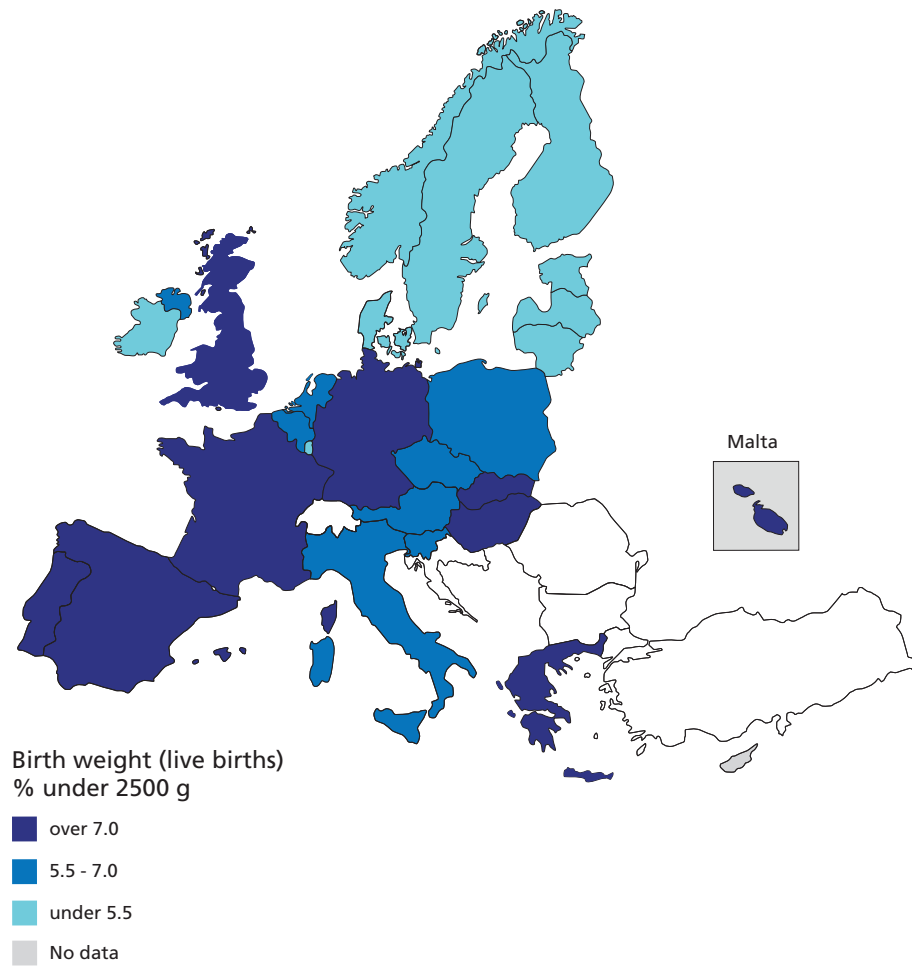 Malta
Birth weight (live births)
% under 2500 g
over 7.0
5.5 - 7.0
under 5.5
No data